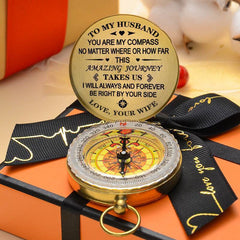 TO MY HUSBAND
YOU ARE MY COMPASS
NO MATTER WHERE OR HOW FAR
THIS
AMAZING JOURNEY
TAKES US
I WILL ALWAYS AND FOREVER
BE RIGHT BY YOUR SIDE
LOVE, YOUR WIFE
love you